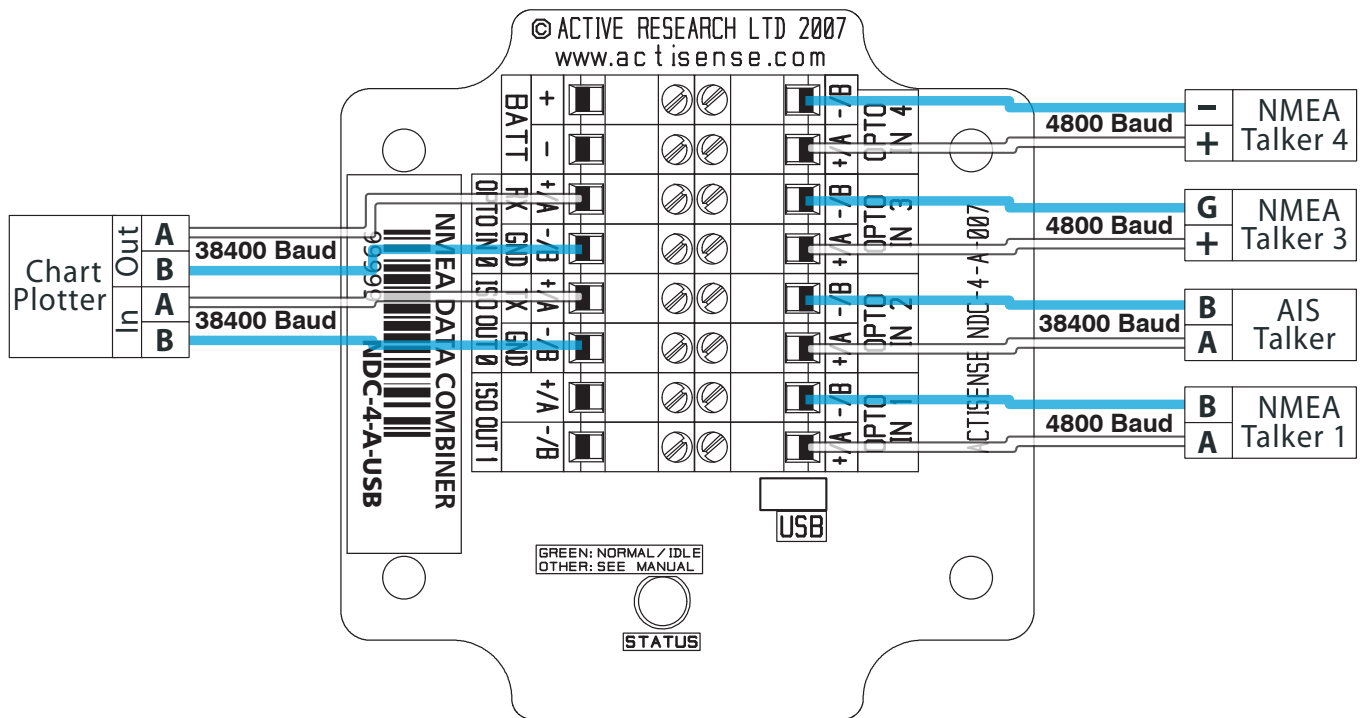 © ACTIVE RESEARCH LTD 2007
www.actisense.com
BATT
+
-
OPTO IN 0
RX
GND
+/A
-/B
ISO OUT 0
TX
GND
+/A
-/B
ISO OUT 1
+/A
-/B
-/B
+/A
OPTO
IN 4
-/B
+/A
OPTO
IN 3
-/B
+/A
OPTO
IN 2
-/B
+/A
OPTO
IN 1
Chart
Plotter
Out
A
B
In
A
B
38400 Baud
38400 Baud
NMEA DATA COMBINER
99999
NDC-4-A-USB
ACTISENSE NDC-4-A-007
4800 Baud
-
+
NMEA
Talker 4
4800 Baud
G
+
NMEA
Talker 3
38400 Baud
B
A
AIS
Talker
4800 Baud
B
A
NMEA
Talker 1
USB
GREEN: NORMAL/IDLE
OTHER: SEE MANUAL
STATUS